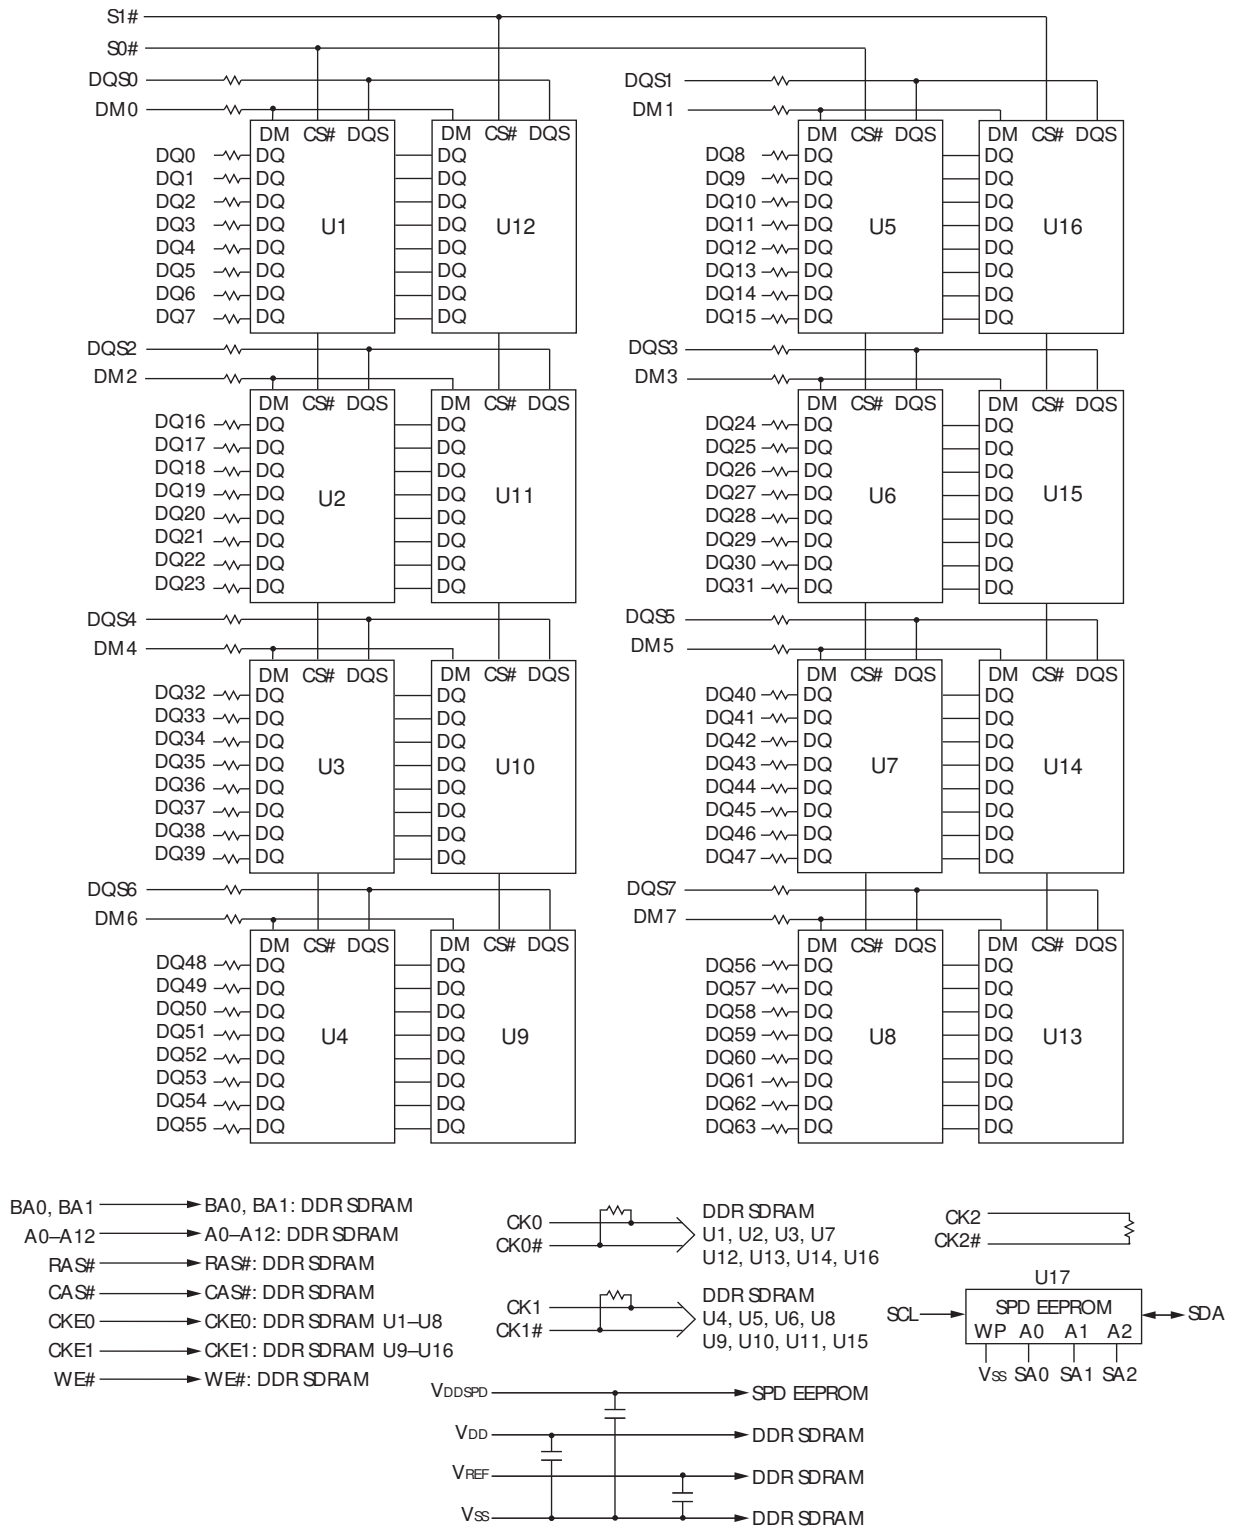 S1#
S0#
DQS0
DQS1
DM0
DM1
DM CS# DQS DM CS# DQS DM CS# DQS DM CS# DQS
DQ0 DQ DQ DQ8 DQ DQ
DQ1 DQ DQ DQ9 DQ DQ
DQ2 DQ DQ DQ10 DQ DQ
DQ3 DQ U1 DQ U12 DQ11 DQ U5 DQ U16
DQ4 DQ DQ DQ12 DQ DQ
DQ5 DQ DQ DQ13 DQ DQ
DQ6 DQ DQ DQ14 DQ DQ
DQ7 DQ DQ DQ15 DQ DQ
DQS2 DQS3
DM2 DM3
DM CS# DQS DM CS# DQS DM CS# DQS DM CS# DQS
DQ16 DQ DQ DQ24 DQ DQ
DQ17 DQ DQ DQ25 DQ DQ
DQ18 DQ DQ DQ26 DQ DQ
DQ19 DQ U2 DQ U11 DQ27 DQ U6 DQ U15
DQ20 DQ DQ DQ28 DQ DQ
DQ21 DQ DQ DQ29 DQ DQ
DQ22 DQ DQ DQ30 DQ DQ
DQ23 DQ DQ DQ31 DQ DQ
DQS4 DQS5
DM4 DM5
DM CS# DQS DM CS# DQS DM CS# DQS DM CS# DQS
DQ32 DQ DQ DQ40 DQ DQ
DQ33 DQ DQ DQ41 DQ DQ
DQ34 DQ DQ DQ42 DQ DQ
DQ35 DQ U3 DQ U10 DQ43 DQ U7 DQ U14
DQ36 DQ DQ DQ44 DQ DQ
DQ37 DQ DQ DQ45 DQ DQ
DQ38 DQ DQ DQ46 DQ DQ
DQ39 DQ DQ DQ47 DQ DQ
DQS6 DQS7
DM6 DM7
DM CS# DQS DM CS# DQS DM CS# DQS DM CS# DQS
DQ48 DQ DQ DQ56 DQ DQ
DQ49 DQ DQ DQ57 DQ DQ
DQ50 DQ DQ DQ58 DQ DQ
DQ51 DQ U4 DQ U9 DQ59 DQ U8 DQ U13
DQ52 DQ DQ DQ60 DQ DQ
DQ53 DQ DQ DQ61 DQ DQ
DQ54 DQ DQ DQ62 DQ DQ
DQ55 DQ DQ DQ63 DQ DQ
BA0, BA1 BA0, BA1: DDR SDRAM
A0–A12 A0–A12: DDR SDRAM
RAS# RAS#: DDR SDRAM
CAS# CAS#: DDR SDRAM
CKE0 CKE0: DDR SDRAM U1–U8
CKE1 CKE1: DDR SDRAM U9–U16
WE# WE#: DDR SDRAM
CK0
CK0#
DDR SDRAM
U1, U2, U3, U7
U12, U13, U14, U16
CK1
CK1#
DDR SDRAM
U4, U5, U6, U8
U9, U10, U11, U15
CK2
CK2#
U17
SCL SPD EEPROM SDA
WP A0 A1 A2
VSS SA0 SA1 SA2
VDDSPD SPD EEPROM
VDD DDR SDRAM
VREF DDR SDRAM
VSS DDR SDRAM